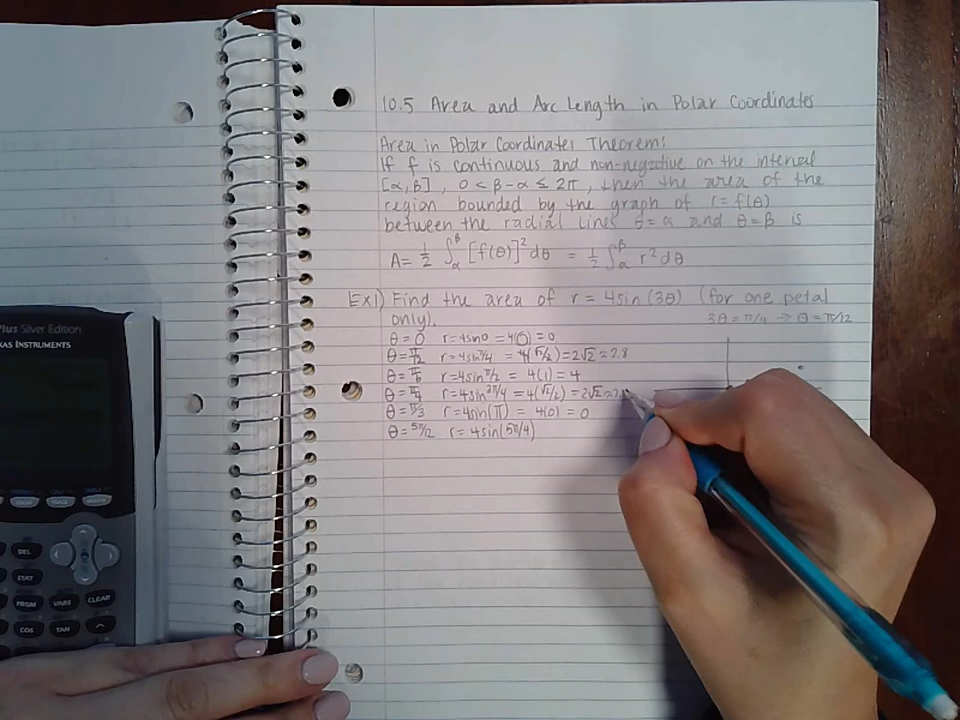 10.5 Area and Arc Length in Polar Coordinates
Area in Polar Coordinates Theorem:
If f is continuous and non-negative on the interval
[α, β], 0 < β - α ≤ 2π, then the area of the
region bounded by the graph of r = f(θ)
between the radial lines θ = α and θ = β is
A = 1/2 ∫_α^β [f(θ)]² dθ = 1/2 ∫_α^β r² dθ
Ex1) Find the area of r = 4sin(3θ) (for one petal
only).
3θ = π/4 → θ = π/12
θ = 0 r = 4sin0 = 4(0) = 0
θ = π/12 r = 4sinπ/4 = 4(√2/2) = 2√2 ≈ 2.8
θ = π/6 r = 4sinπ/2 = 4(1) = 4
θ = π/4 r = 4sin3π/4 = 4(√2/2) = 2√2 ≈ 2.8
θ = π/3 r = 4sin(π) = 4(0) = 0
θ = 5π/12 r = 4sin(5π/4)
Plus Silver Edition
TEXAS INSTRUMENTS
DEL
STAT
PRGM VARS CLEAR
COS TAN ^